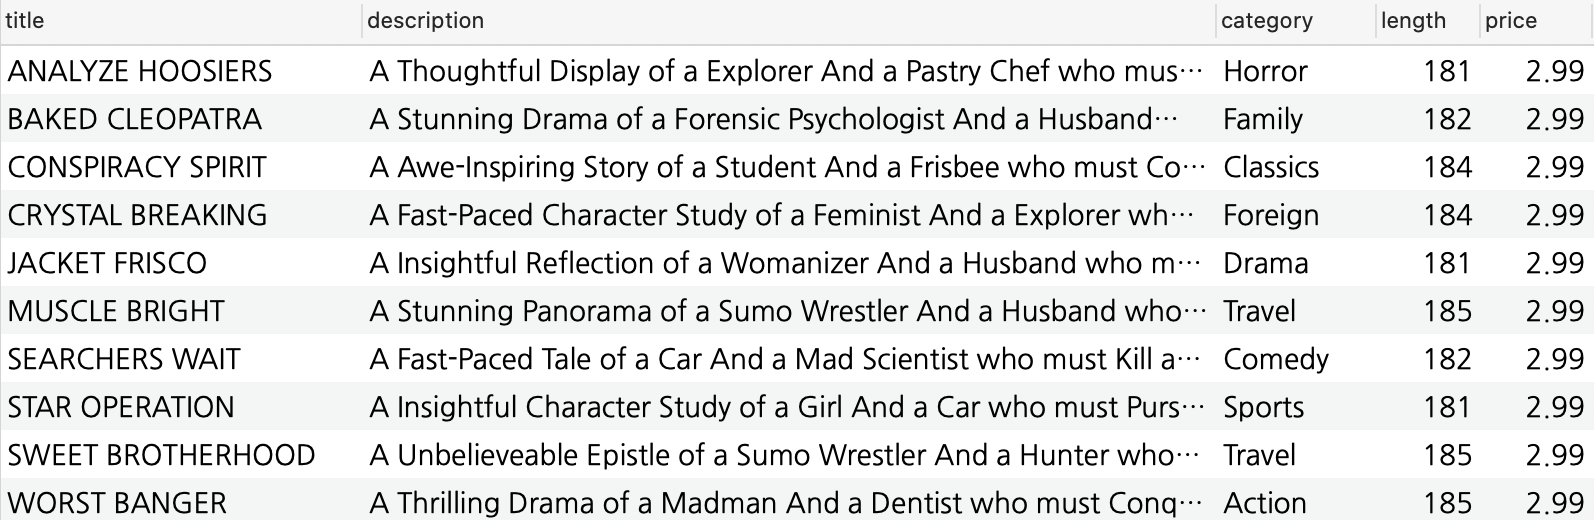 title description category length price
ANALYZE HOOSIERS A Thoughtful Display of a Explorer And a Pastry Chef who mus… Horror 181 2.99
BAKED CLEOPATRA A Stunning Drama of a Forensic Psychologist And a Husband… Family 182 2.99
CONSPIRACY SPIRIT A Awe-Inspiring Story of a Student And a Frisbee who must Co… Classics 184 2.99
CRYSTAL BREAKING A Fast-Paced Character Study of a Feminist And a Explorer wh… Foreign 184 2.99
JACKET FRISCO A Insightful Reflection of a Womanizer And a Husband who m… Drama 181 2.99
MUSCLE BRIGHT A Stunning Panorama of a Sumo Wrestler And a Husband who… Travel 185 2.99
SEARCHERS WAIT A Fast-Paced Tale of a Car And a Mad Scientist who must Kill a… Comedy 182 2.99
STAR OPERATION A Insightful Character Study of a Girl And a Car who must Purs… Sports 181 2.99
SWEET BROTHERHOOD A Unbelieveable Epistle of a Sumo Wrestler And a Hunter who… Travel 185 2.99
WORST BANGER A Thrilling Drama of a Madman And a Dentist who must Conq… Action 185 2.99